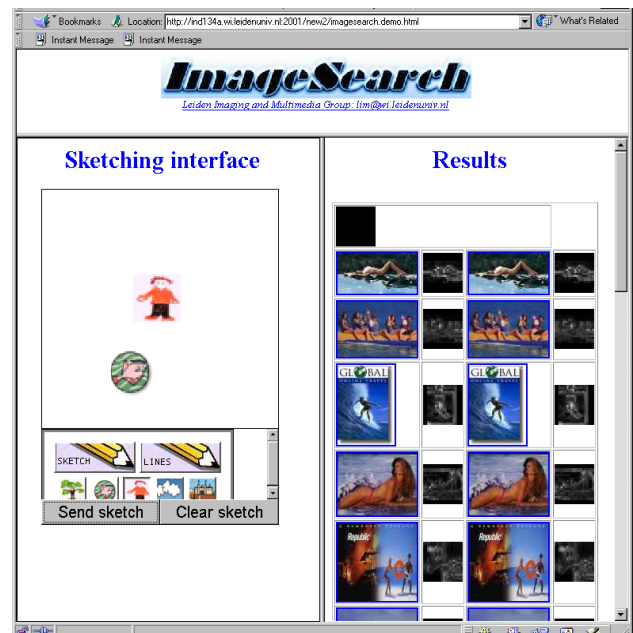 Bookmarks Location: http://ind134a.wi.leidenuniv.nl:2001/new2/imagesearch.demo.html What's Related
Instant Message Instant Message
ImageSearch
Leiden Imaging and Multimedia Group: lim@wi.leidenuniv.nl
Sketching interface
Results
GLOBAL
ONLINE TRAVEL
GLOBAL
ONLINE TRAVEL
SKETCH LINES
Send sketch Clear sketch
Republic
Republic